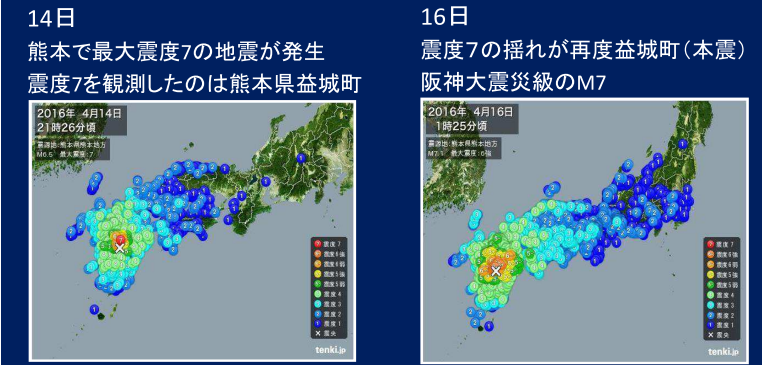 14日
熊本で最大震度7の地震が発生
震度7を観測したのは熊本県益城町
2016年 4月14日
21時26分頃
震源地:熊本県熊本地方
M6.5 最大震度:7
震度7
震度6強
震度6弱
震度5強
震度5弱
震度4
震度3
震度2
震度1
震央
tenki.jp
16日
震度7の揺れが再度益城町(本震)
阪神大震災級のM7
2016年 4月16日
1時25分頃
震源地:熊本県熊本地方
M7.1 最大震度:6強
震度7
震度6強
震度6弱
震度5強
震度5弱
震度4
震度3
震度2
震度1
震央
tenki.jp